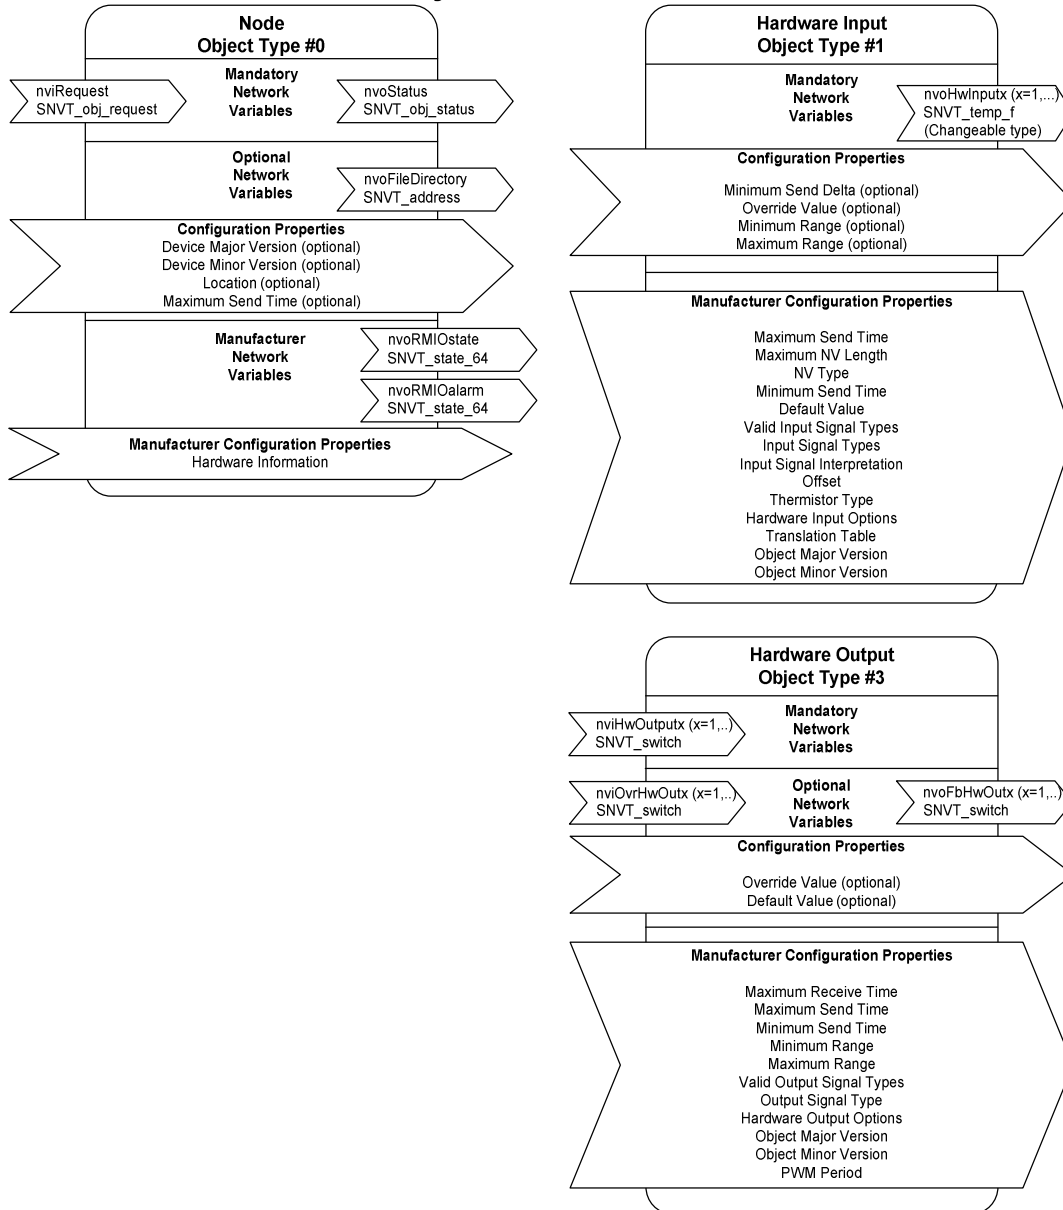 Node
Object Type #0
Mandatory
Network
Variables
nviRequest
SNVT_obj_request
nvoStatus
SNVT_obj_status
Optional
Network
Variables
nvoFileDirectory
SNVT_address
Configuration Properties
Device Major Version (optional)
Device Minor Version (optional)
Location (optional)
Maximum Send Time (optional)
Manufacturer
Network
Variables
nvoRMIOstate
SNVT_state_64
nvoRMIOalarm
SNVT_state_64
Manufacturer Configuration Properties
Hardware Information
Hardware Input
Object Type #1
Mandatory
Network
Variables
nvoHwInputx (x=1,...)
SNVT_temp_f
(Changeable type)
Configuration Properties
Minimum Send Delta (optional)
Override Value (optional)
Minimum Range (optional)
Maximum Range (optional)
Manufacturer Configuration Properties
Maximum Send Time
Maximum NV Length
NV Type
Minimum Send Time
Default Value
Valid Input Signal Types
Input Signal Types
Input Signal Interpretation
Offset
Thermistor Type
Hardware Input Options
Translation Table
Object Major Version
Object Minor Version
Hardware Output
Object Type #3
Mandatory
Network
Variables
nviHwOutputx (x=1,..)
SNVT_switch
Optional
Network
Variables
nviOvrHwOutx (x=1,..)
SNVT_switch
nvoFbHwOutx (x=1,..)
SNVT_switch
Configuration Properties
Override Value (optional)
Default Value (optional)
Manufacturer Configuration Properties
Maximum Receive Time
Maximum Send Time
Minimum Send Time
Minimum Range
Maximum Range
Valid Output Signal Types
Output Signal Type
Hardware Output Options
Object Major Version
Object Minor Version
PWM Period